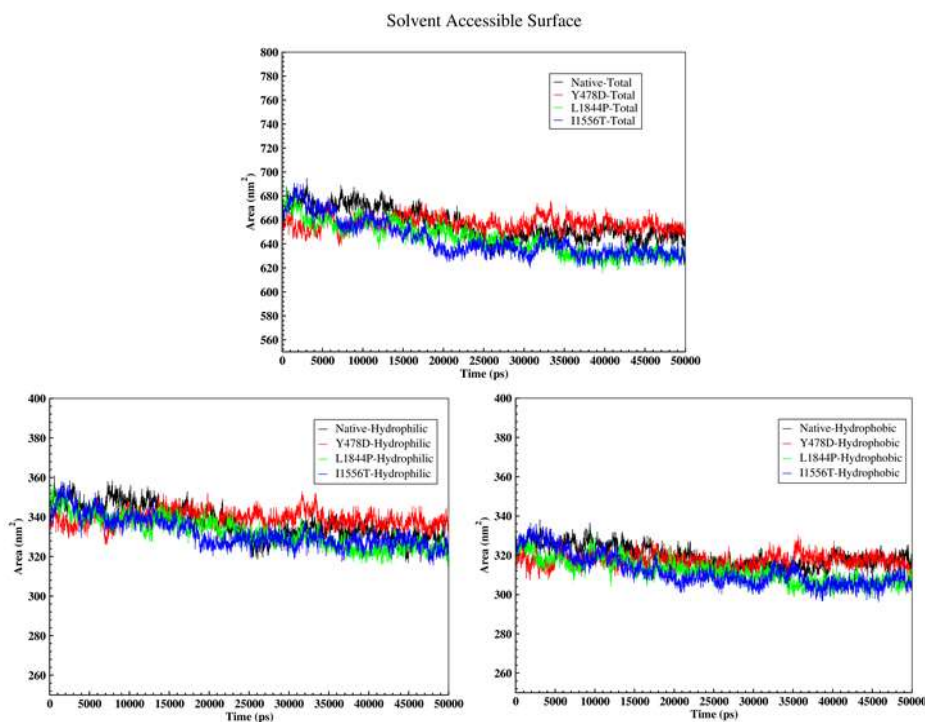 Solvent Accessible Surface
800
780
760
740
720
700
680
660
640
620
600
580
560
Area (nm²)
Native-Total
Y478D-Total
L1844P-Total
I1556T-Total
0 5000 10000 15000 20000 25000 30000 35000 40000 45000 50000
Time (ps)
400
380
360
340
320
300
280
260
Area (nm²)
Native-Hydrophilic
Y478D-Hydrophilic
L1844P-Hydrophilic
I1556T-Hydrophilic
0 5000 10000 15000 20000 25000 30000 35000 40000 45000 50000
Time (ps)
400
380
360
340
320
300
280
260
Area (nm²)
Native-Hydrophobic
Y478D-Hydrophobic
L1844P-Hydrophobic
I1556T-Hydrophobic
0 5000 10000 15000 20000 25000 30000 35000 40000 45000 50000
Time (ps)